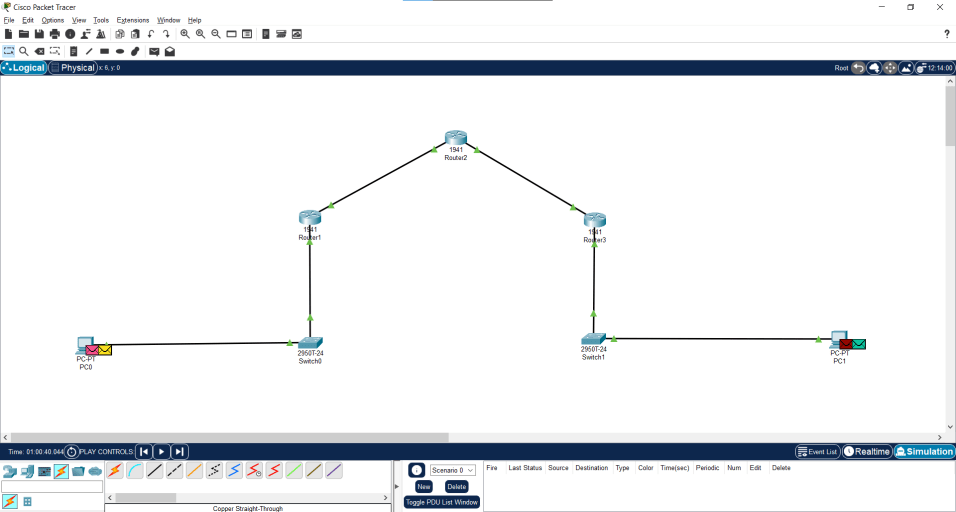 Cisco Packet Tracer
File Edit Options View Tools Extensions Window Help
?
Logical Physical x: 6, y: 0 Root 12:14:00
1941
Router2
1941
Router1
1941
Router3
PC-PT
PC0
2950T-24
Switch0
2950T-24
Switch1
PC-PT
PC1
Time: 01:00:40.044 PLAY CONTROLS: Event List Realtime Simulation
Scenario 0
New Delete
Toggle PDU List Window
Fire Last Status Source Destination Type Color Time(sec) Periodic Num Edit Delete
Copper Straight-Through